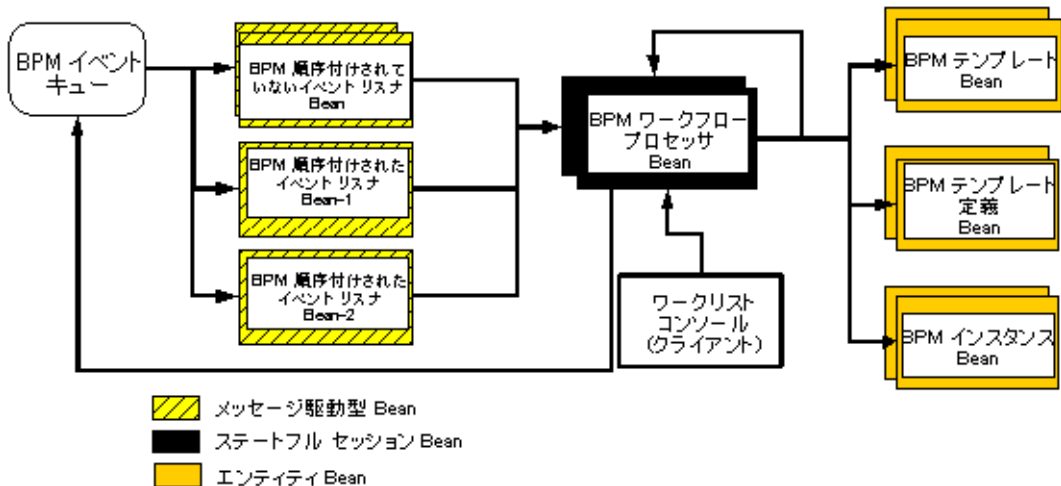 BPM イベント
キュー
BPM 順序付けされて
いないイベント リスナ
Bean
BPM 順序付けされた
イベント リスナ
Bean-1
BPM 順序付けされた
イベント リスナ
Bean-2
BPM ワークフロー
プロセッサ
Bean
ワークリスト
コンソール
(クライアント)
BPM テンプレート
Bean
BPM テンプレート
定義
Bean
BPM インスタンス
Bean
メッセージ駆動型 Bean
ステートフル セッション Bean
エンティティ Bean